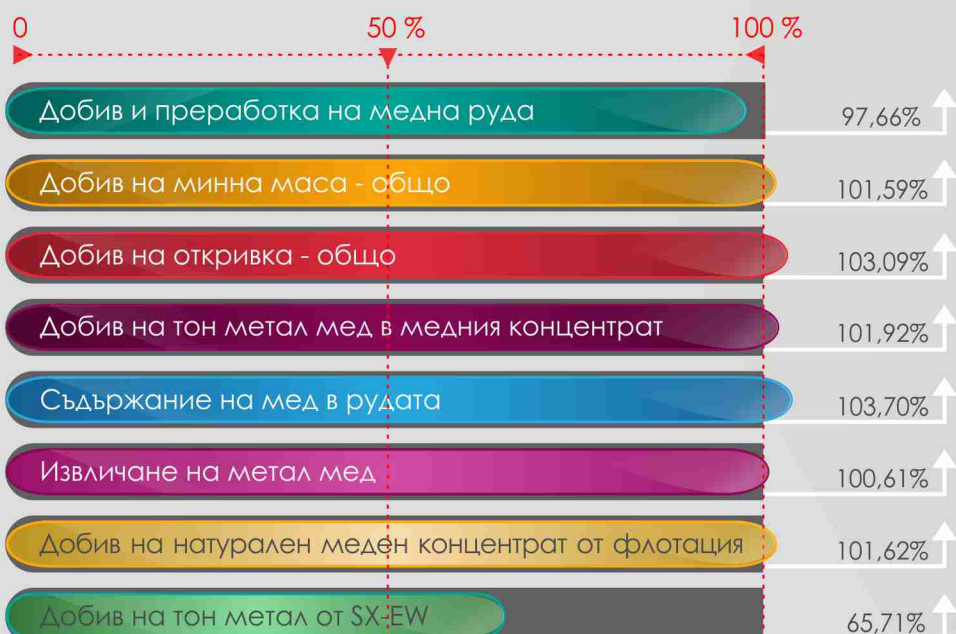 0 50 % 100 %
Добив и преработка на медна руда 97,66%
Добив на минна маса - общо 101,59%
Добив на откривка - общо 103,09%
Добив на тон метал мед в медния концентрат 101,92%
Съдържание на мед в рудата 103,70%
Извличане на метал мед 100,61%
Добив на натурален меден концентрат от флотация 101,62%
Добив на тон метал от SX-EW 65,71%